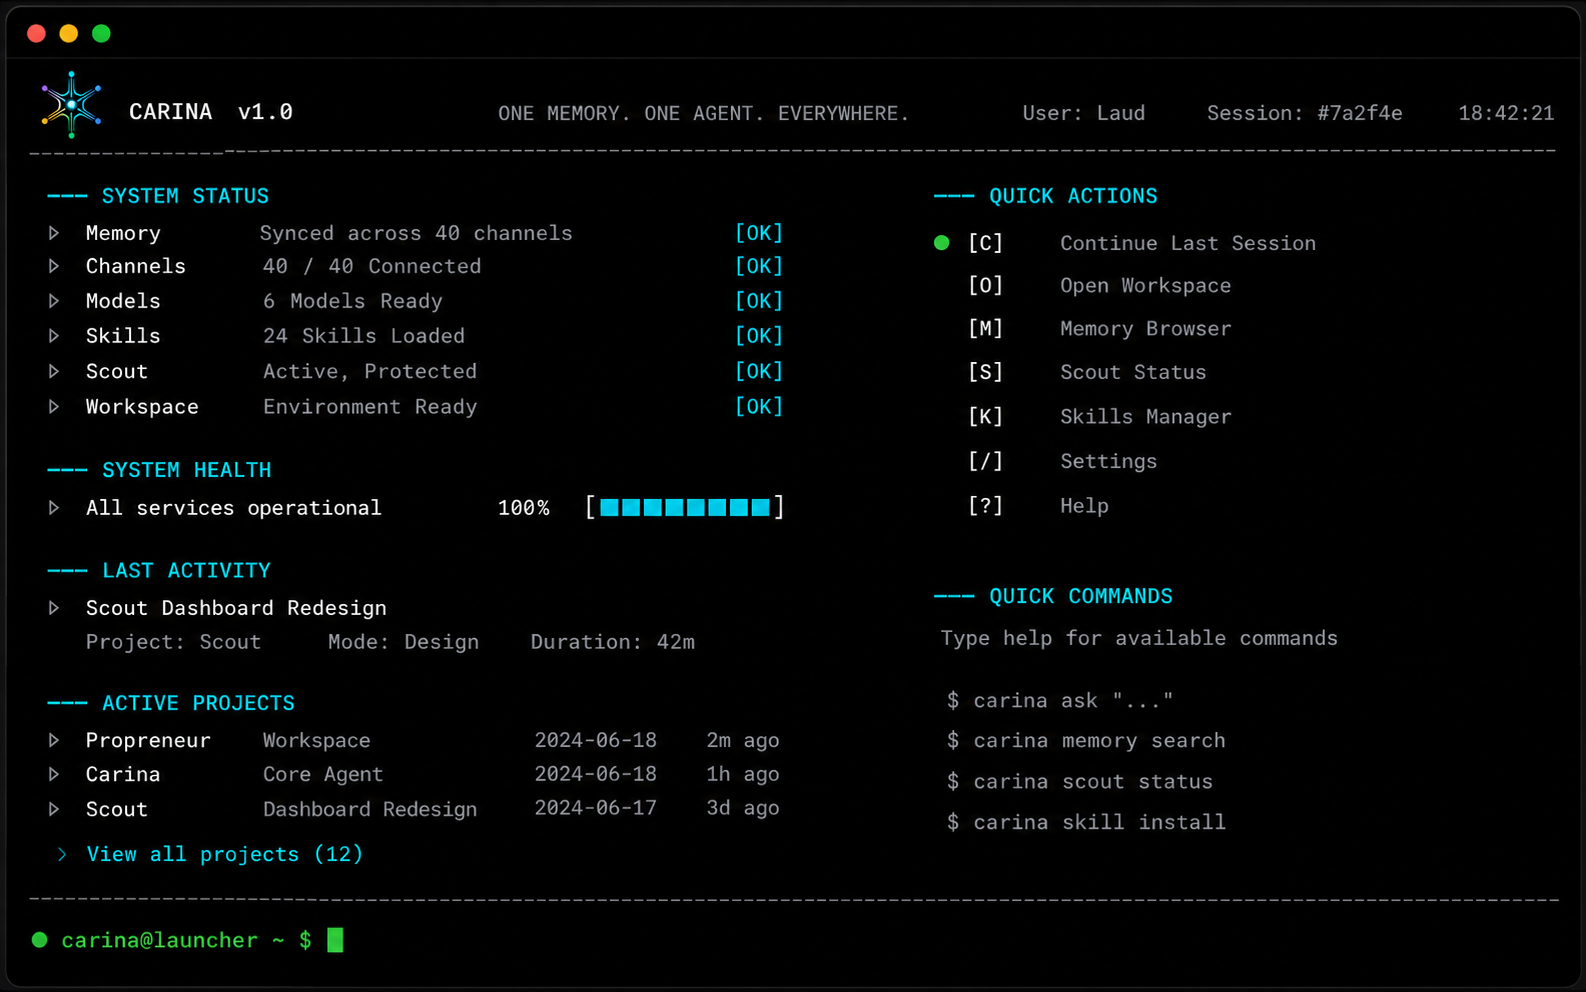 CARINA v1.0 ONE MEMORY. ONE AGENT. EVERYWHERE. User: Laud Session: #7a2f4e 18:42:21
——— SYSTEM STATUS
▷ Memory Synced across 40 channels [OK]
▷ Channels 40 / 40 Connected [OK]
▷ Models 6 Models Ready [OK]
▷ Skills 24 Skills Loaded [OK]
▷ Scout Active, Protected [OK]
▷ Workspace Environment Ready [OK]
——— SYSTEM HEALTH
▷ All services operational 100% [■■■■■■■■]
——— LAST ACTIVITY
▷ Scout Dashboard Redesign
Project: Scout Mode: Design Duration: 42m
——— ACTIVE PROJECTS
▷ Propreneur Workspace 2024-06-18 2m ago
▷ Carina Core Agent 2024-06-18 1h ago
▷ Scout Dashboard Redesign 2024-06-17 3d ago
> View all projects (12)
——— QUICK ACTIONS
[C] Continue Last Session
[O] Open Workspace
[M] Memory Browser
[S] Scout Status
[K] Skills Manager
[/] Settings
[?] Help
——— QUICK COMMANDS
Type help for available commands
$ carina ask "..."
$ carina memory search
$ carina scout status
$ carina skill install
carina@launcher ~ $